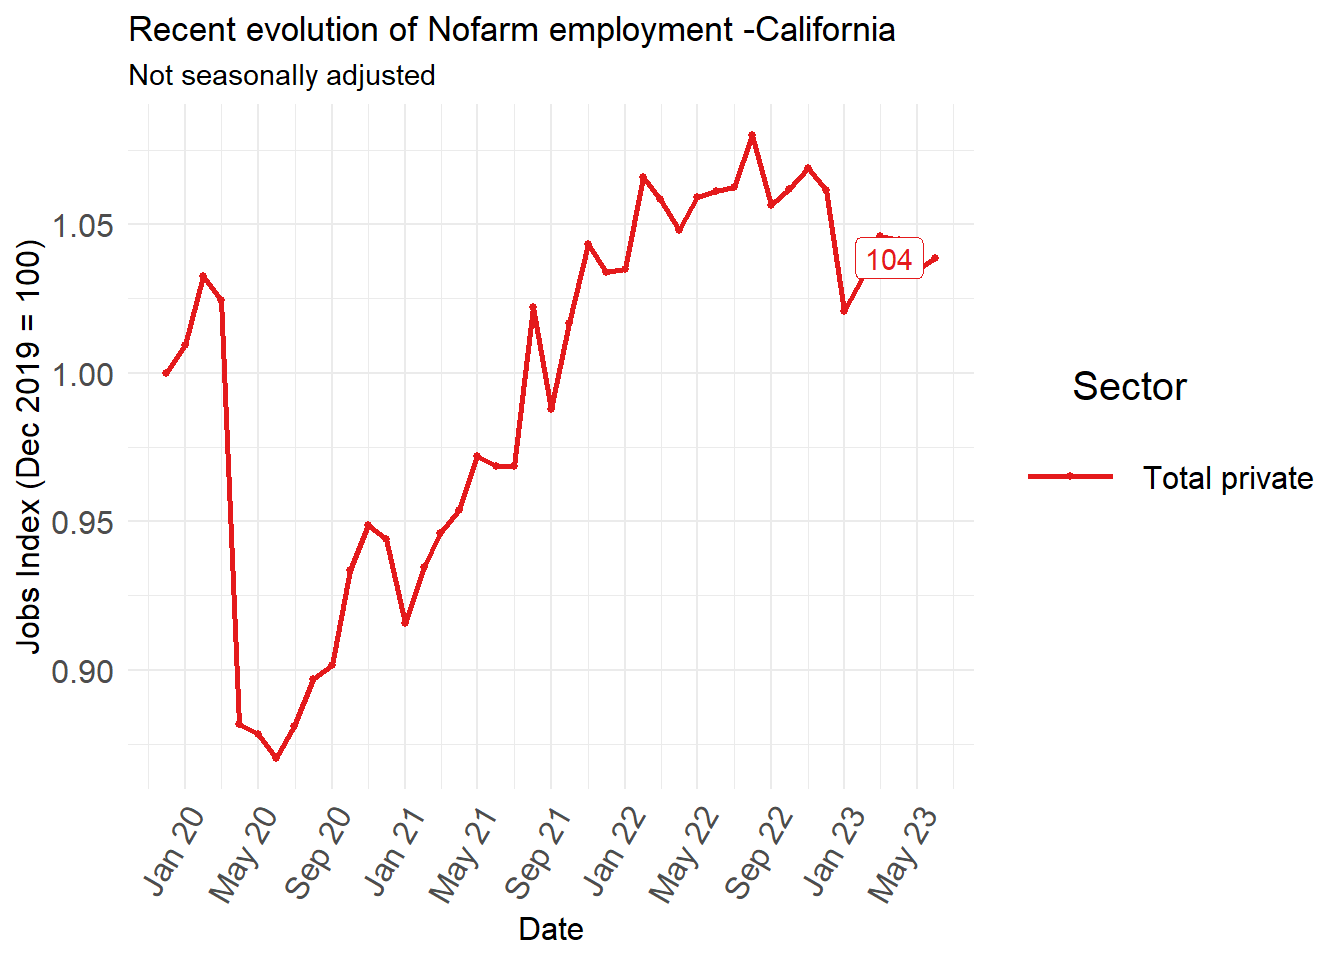 Recent evolution of Nofarm employment -California
Not seasonally adjusted
Jobs Index (Dec 2019 = 100)
1.05
1.00
0.95
0.90
104
Jan 20
May 20
Sep 20
Jan 21
May 21
Sep 21
Jan 22
May 22
Sep 22
Jan 23
May 23
Date
Sector
Total private